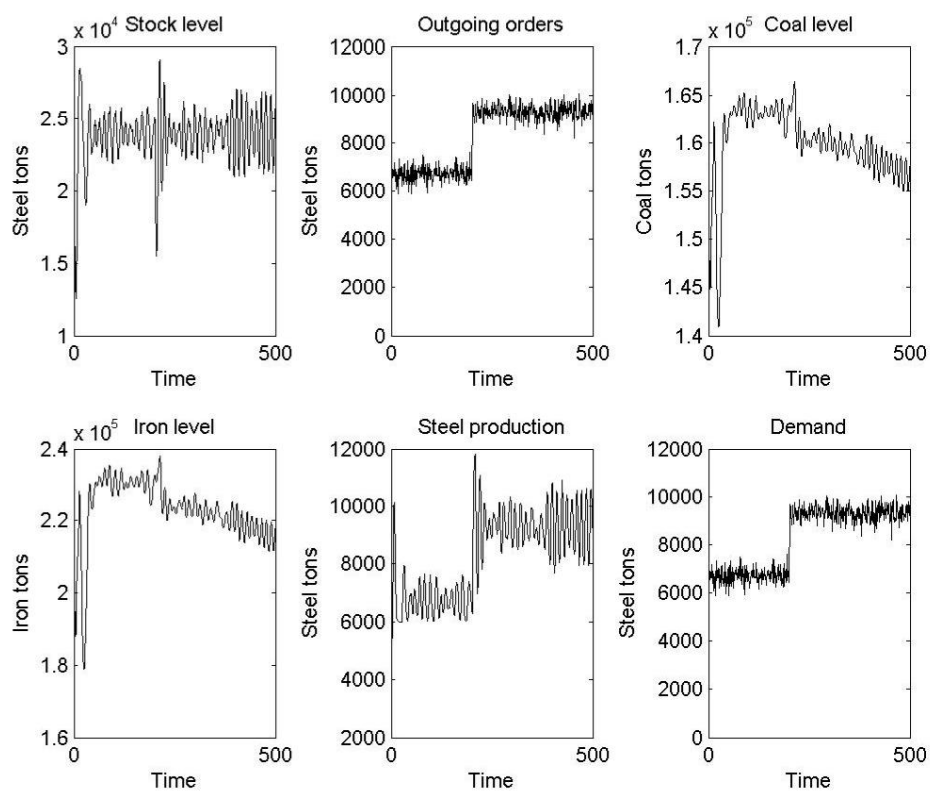 x 10^4 Stock level
3
2.5
2
1.5
1
Steel tons
0 500
Time
Outgoing orders
12000
10000
8000
6000
4000
2000
0
Steel tons
0 500
Time
x 10^5 Coal level
1.7
1.65
1.6
1.55
1.5
1.45
1.4
Coal tons
0 500
Time
x 10^5 Iron level
2.4
2.2
2
1.8
1.6
Iron tons
0 500
Time
Steel production
12000
10000
8000
6000
4000
2000
Steel tons
0 500
Time
Demand
12000
10000
8000
6000
4000
2000
0
Steel tons
0 500
Time